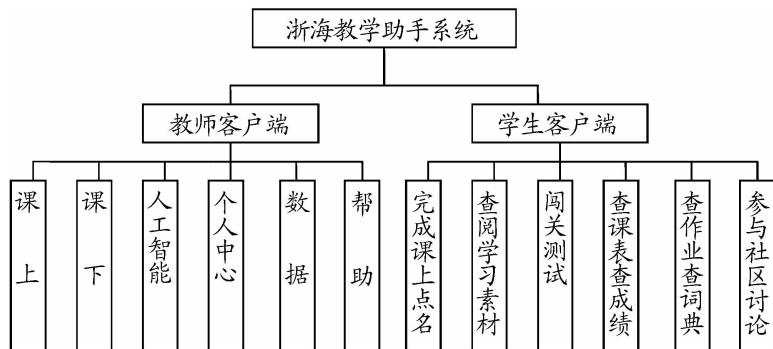 浙海教学助手系统
教师客户端
学生客户端
课上
课下
人工智能
个人中心
数据
帮助
完成课上点名
查阅学习素材
闯关测试
查课表查成绩
查作业查词典
参与社区讨论